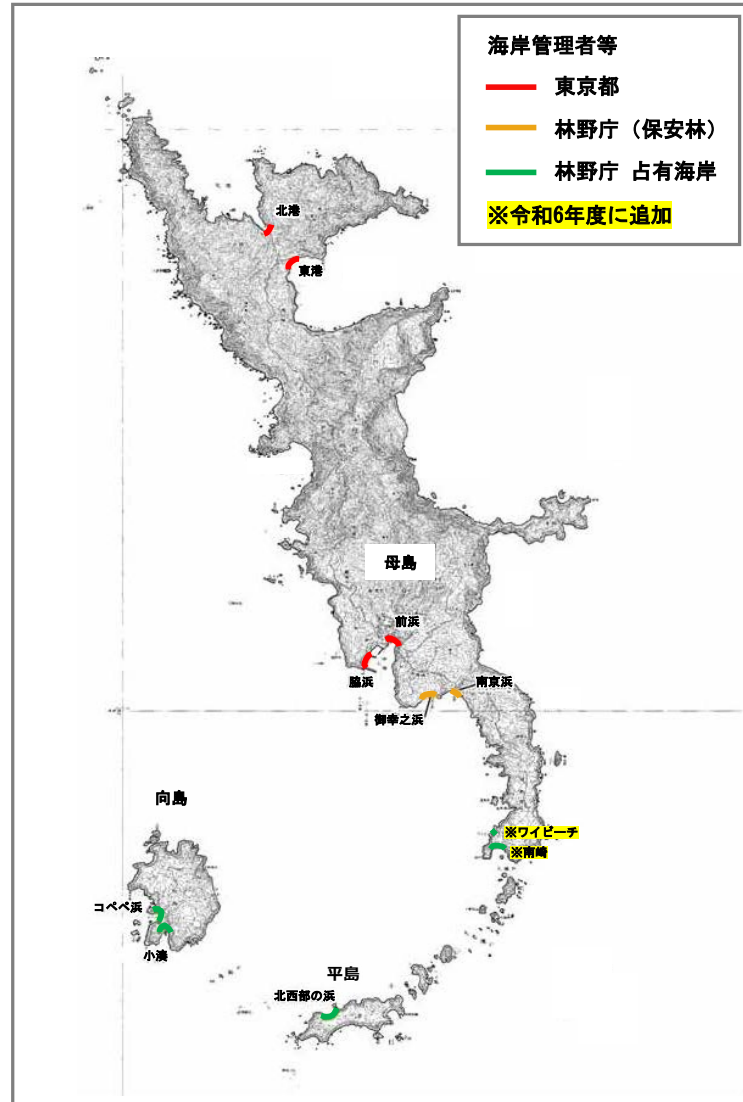 海岸管理者等
東京都
林野庁（保安林）
林野庁 占有海岸
※令和6年度に追加
北港
東港
母島
前浜
脇浜
南京浜
御幸之浜
向島
※ワイビーチ
※南崎
コペペ浜
小湊
平島
北西部の浜